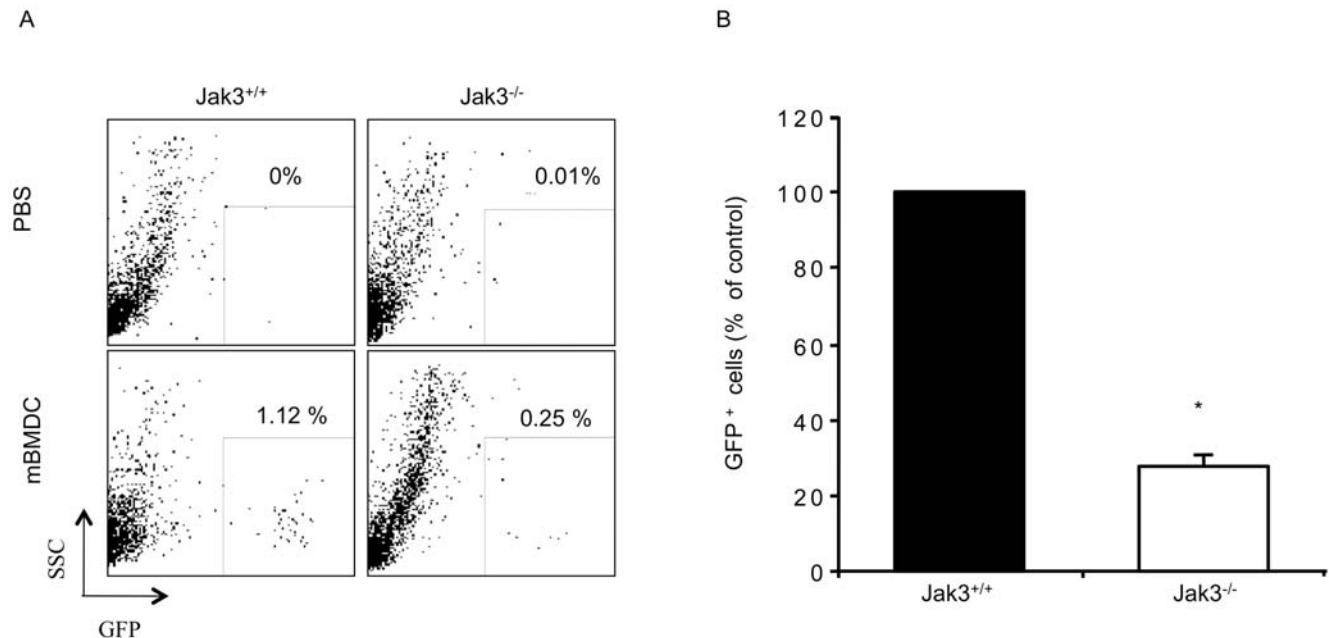 A
Jak3+/+ Jak3-/-
PBS
0%
0.01%
mBMDC
1.12 %
0.25 %
SSC
GFP
B
GFP + cells (% of control)
120
100
80
60
40
20
0
*
Jak3+/+ Jak3-/-